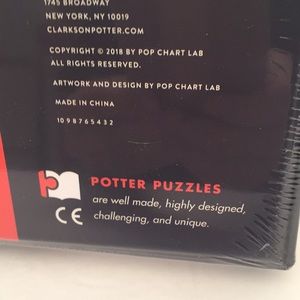 1745 BROADWAY
NEW YORK, NY 10019
CLARKSONPOTTER.COM
COPYRIGHT © 2018 BY POP CHART LAB
ALL RIGHTS RESERVED.
ARTWORK AND DESIGN BY POP CHART LAB
MADE IN CHINA
10 9 8 7 6 5 4 3 2
POTTER PUZZLES
are well made, highly designed,
challenging, and unique.
CE